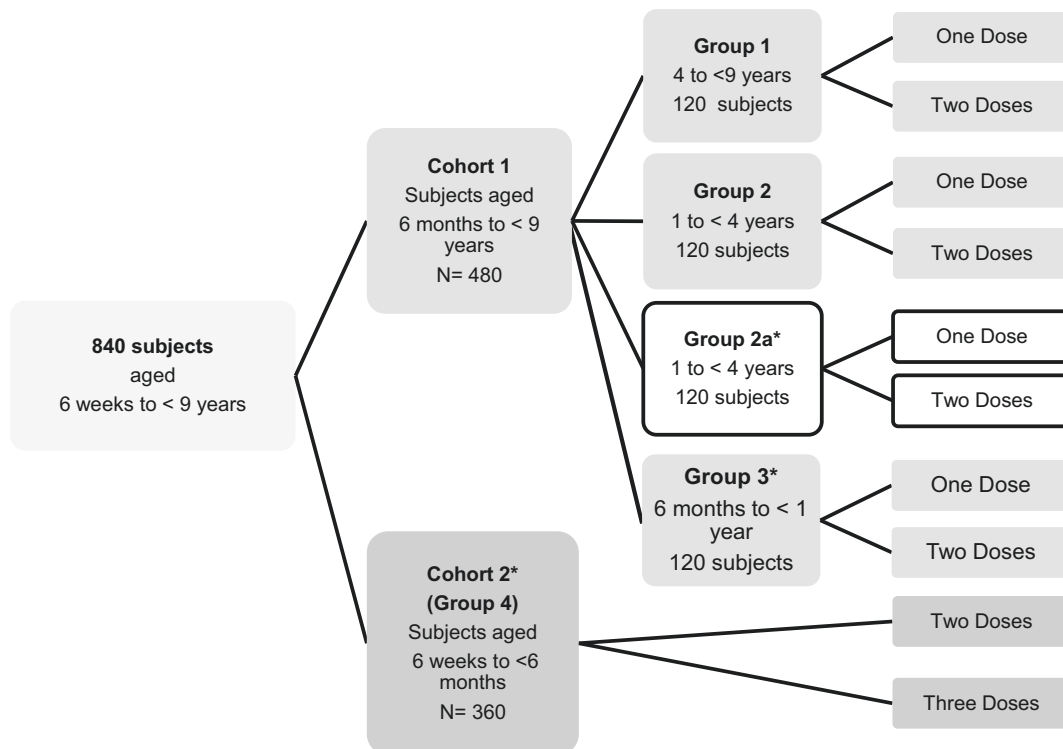 840 subjects
aged
6 weeks to < 9 years
Cohort 1
Subjects aged
6 months to < 9
years
N= 480
Cohort 2*
(Group 4)
Subjects aged
6 weeks to <6
months
N= 360
Group 1
4 to <9 years
120 subjects
One Dose
Two Doses
Group 2
1 to < 4 years
120 subjects
One Dose
Two Doses
Group 2a*
1 to < 4 years
120 subjects
One Dose
Two Doses
Group 3*
6 months to < 1
year
120 subjects
One Dose
Two Doses
Two Doses
Three Doses